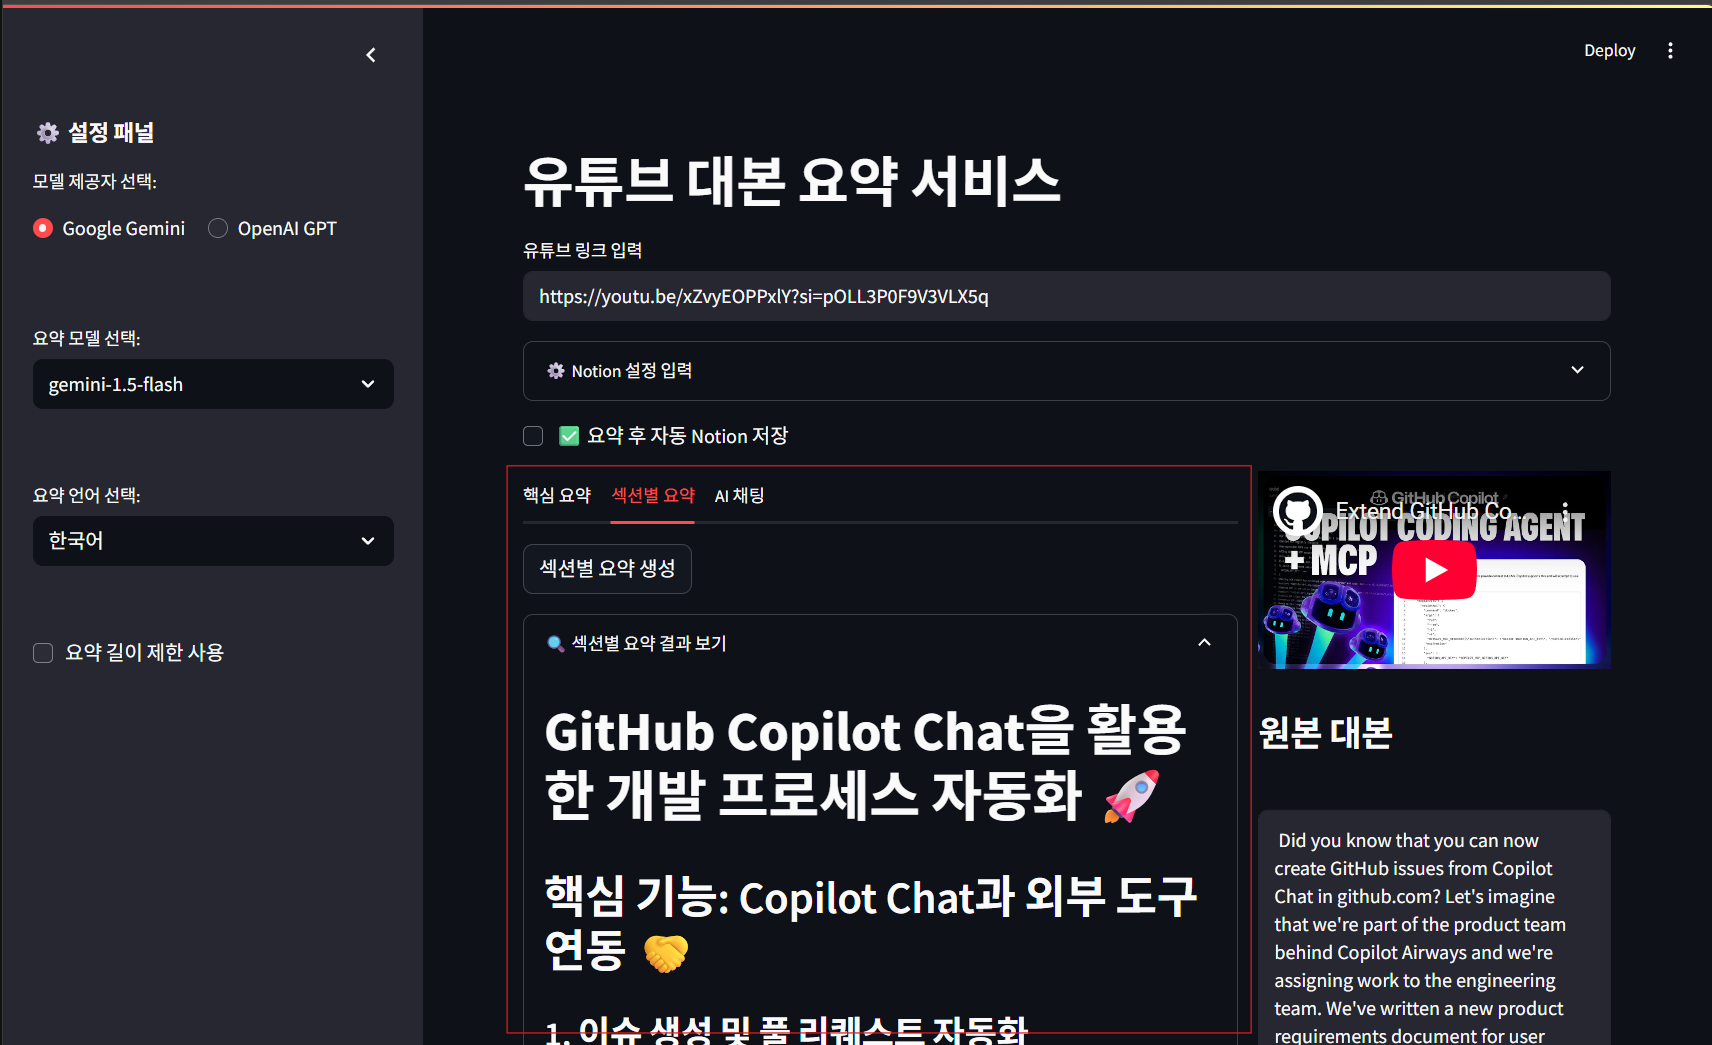 Deploy
설정 패널
모델 제공자 선택:
Google Gemini
OpenAI GPT
요약 모델 선택:
gemini-1.5-flash
요약 언어 선택:
한국어
요약 길이 제한 사용
유튜브 대본 요약 서비스
유튜브 링크 입력
https://youtu.be/xZvyEOPPxlY?si=pOLL3P0F9V3VLX5q
Notion 설정 입력
요약 후 자동 Notion 저장
핵심 요약
섹션별 요약
AI 채팅
섹션별 요약 생성
섹션별 요약 결과 보기
GitHub Copilot Chat을 활용
한 개발 프로세스 자동화 🚀
핵심 기능: Copilot Chat과 외부 도구
연동 🤝
1. 이슈 생성 및 풀 리퀘스트 자동화
GitHub Copilot
Extend GitHub Co...
COPILOT CODING AGENT
+ MCP
원본 대본
Did you know that you can now
create GitHub issues from Copilot
Chat in github.com? Let's imagine
that we're part of the product team
behind Copilot Airways and we're
assigning work to the engineering
team. We've written a new product
requirements document for user